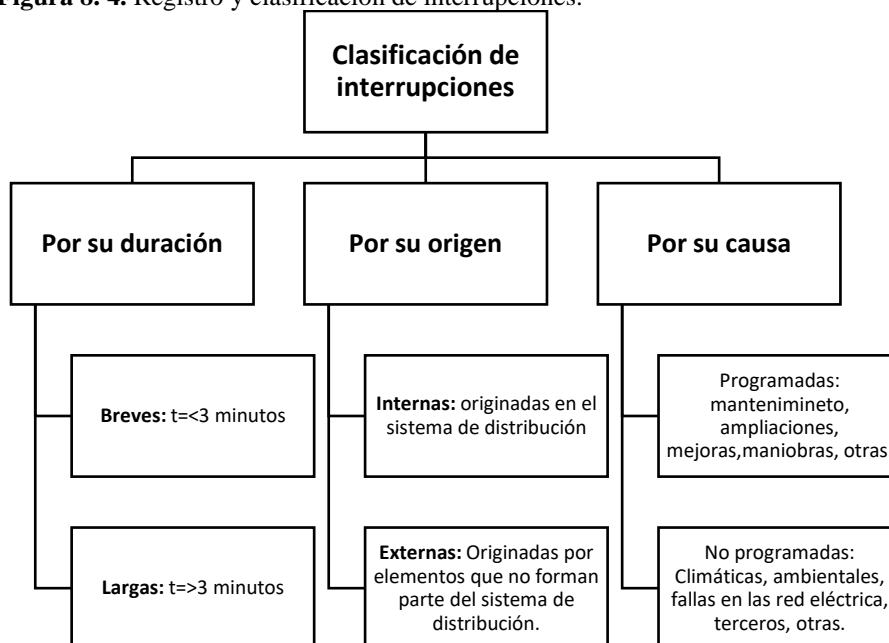 Figura 8. 4. Registro y clasificación de interrupciones.
Clasificación de
interrupciones
Por su duración
Por su origen
Por su causa
Breves: t=<3 minutos
Internas: originadas en el
sistema de distribución
Programadas:
mantenimineto,
ampliaciones,
mejoras,maniobras, otras
Largas: t=>3 minutos
Externas: Originadas por
elementos que no forman
parte del sistema de
distribución.
No programadas:
Climáticas, ambientales,
fallas en las red eléctrica,
terceros, otras.